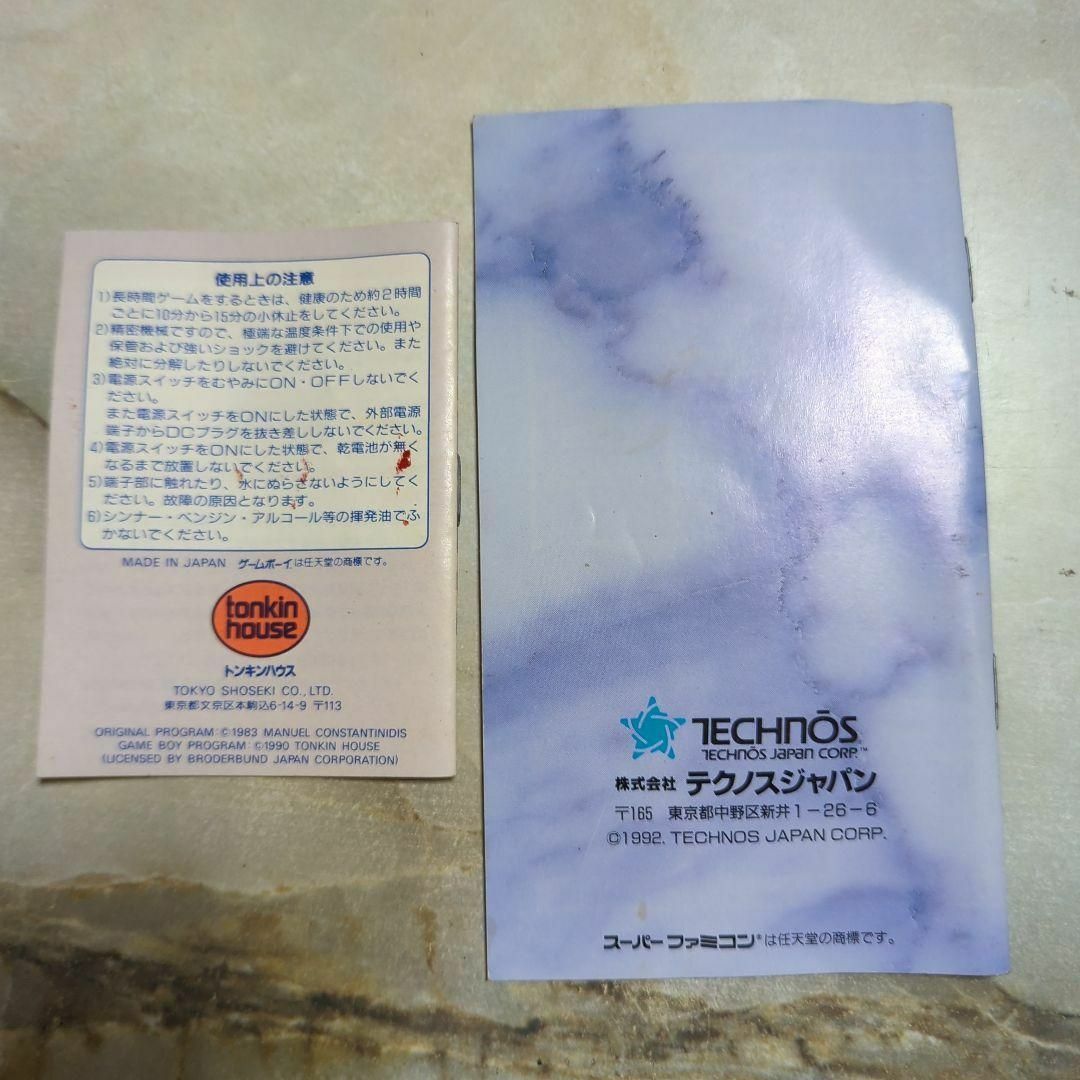 使用上の注意
1)長時間ゲームをするときは、健康のため約2時間
ごとに10分から15分の小休止をしてください。
2)精密機械ですので、極端な温度条件下での使用や
保管および強いショックを避けてください。また
絶対に分解したりしないでください。
3)電源スイッチをむやみにON・OFFしないでく
ださい。
また電源スイッチをONにした状態で、外部電源
端子からDCプラグを抜き差ししないでください。
4)電源スイッチをONにした状態で、乾電池が無く
なるまで放置しないでください。
5)端子部に触れたり、水にぬらさないようにしてく
ださい。故障の原因となります。
6)シンナー・ベンジン・アルコール等の揮発油でふ
かないでください。
MADE IN JAPAN ゲームボーイは任天堂の商標です。
tonkin
house
トンキンハウス
TOKYO SHOSEKI CO., LTD.
東京都文京区本駒込6-14-9 〒113
ORIGINAL PROGRAM: ©1983 MANUEL CONSTANTINIDIS
GAME BOY PROGRAM: ©1990 TONKIN HOUSE
(LICENSED BY BRODERBUND JAPAN CORPORATION)
TECHNŌS
TECHNŌS JAPAN CORP.™
株式会社 テクノスジャパン
〒165 東京都中野区新井1-26-6
©1992. TECHNOS JAPAN CORP.
スーパーファミコン®は任天堂の商標です。